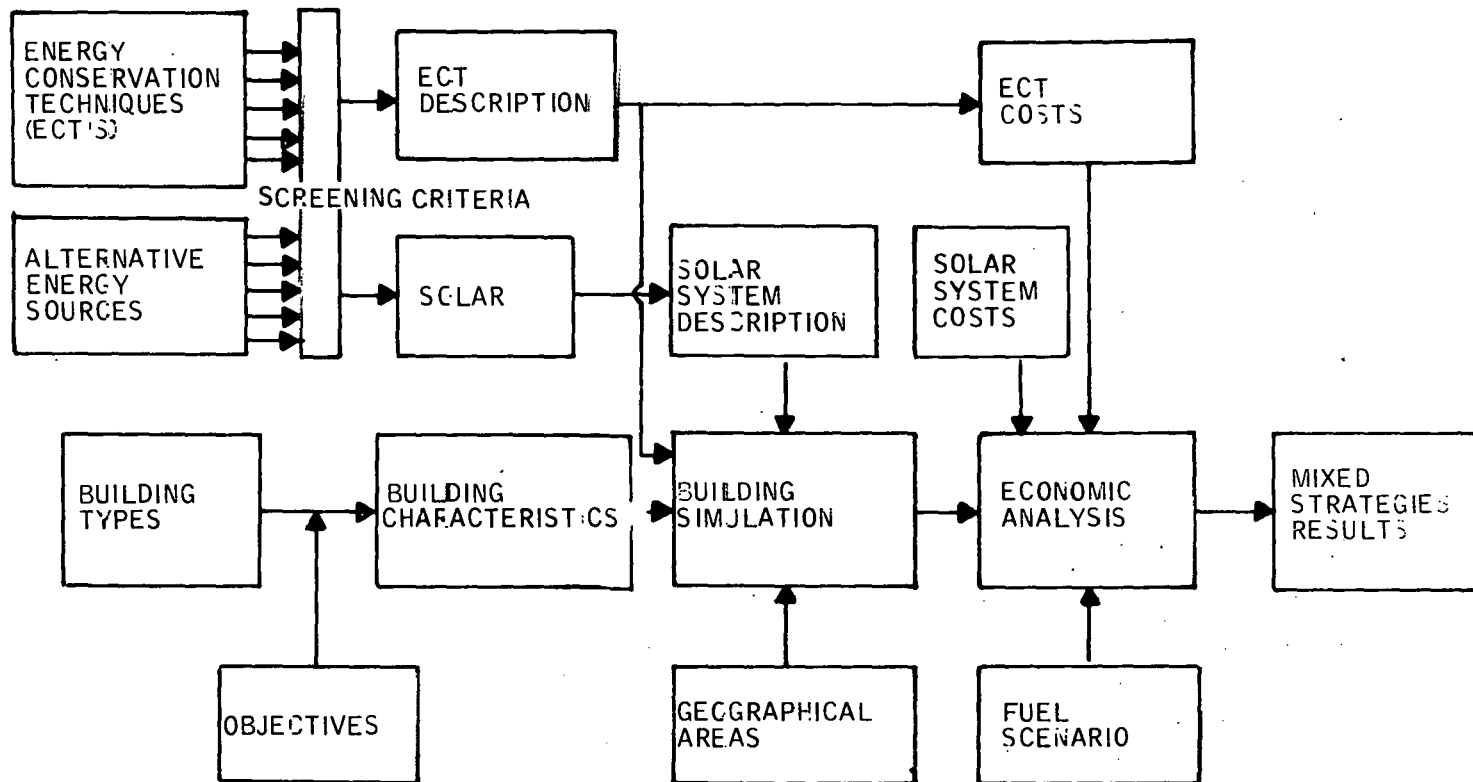 ENERGY
CONSERVATION
TECHNIQUES
(ECT'S)
ECT
DESCRIPTION
ECT
COSTS
SCREENING CRITERIA
ALTERNATIVE
ENERGY
SOURCES
SOLAR
SOLAR
SYSTEM
DESCRIPTION
SOLAR
SYSTEM
COSTS
BUILDING
TYPES
BUILDING
CHARACTERISTICS
BUILDING
SIMULATION
ECONOMIC
ANALYSIS
MIXED
STRATEGIES
RESULTS
OBJECTIVES
GEOGRAPHICAL
AREAS
FUEL
SCENARIO